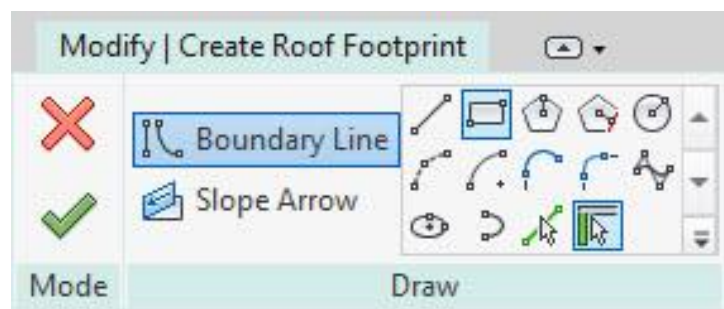 Modify | Create Roof Footprint
Boundary Line
Slope Arrow
Mode
Draw